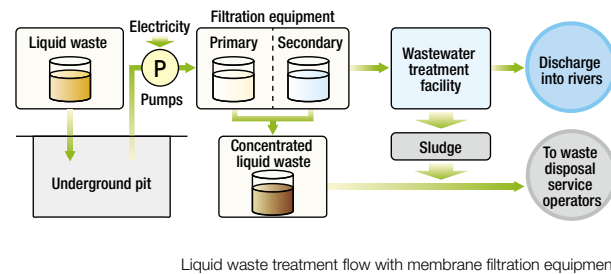 Filtration equipment
Electricity
Liquid waste
P
Pumps
Primary
Secondary
Wastewater
treatment
facility
Discharge
into rivers
Underground pit
Concentrated
liquid waste
Sludge
To waste
disposal
service
operators
Liquid waste treatment flow with membrane filtration equipmen